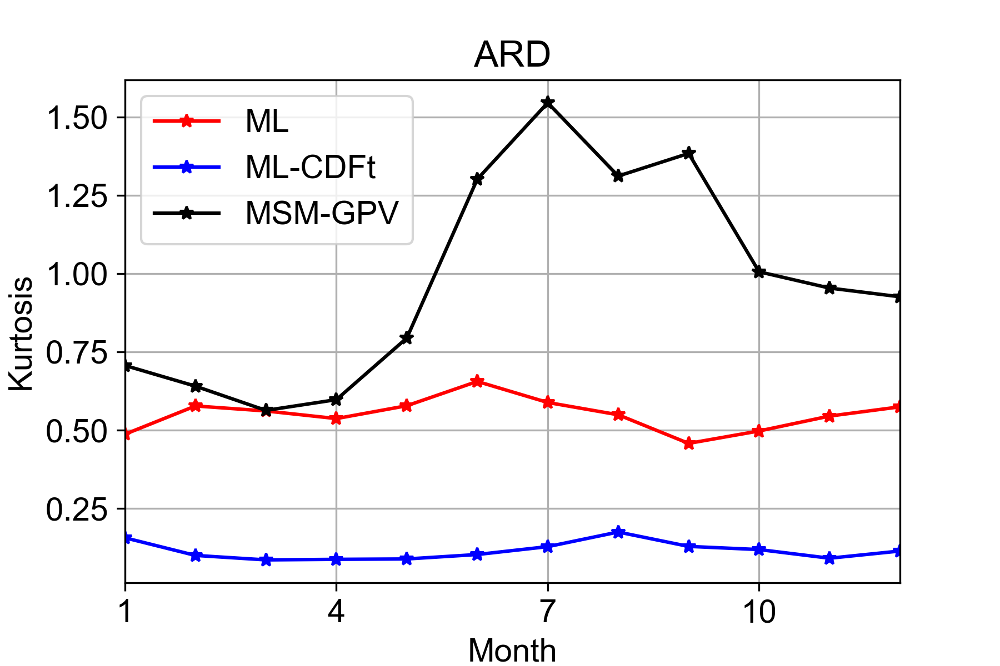 ARD
ML
ML-CDFt
MSM-GPV
Kurtosis
1.50
1.25
1.00
0.75
0.50
0.25
1 4 7 10
Month